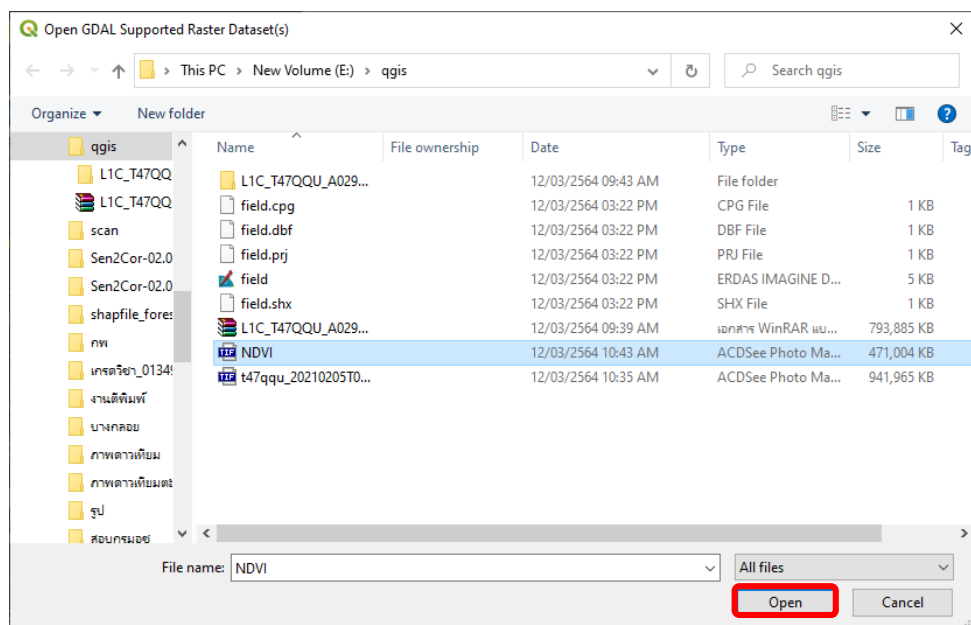 Open GDAL Supported Raster Dataset(s)
This PC > New Volume (E:) > qgis
Search qgis
Organize
New folder
qgis
L1C_T47QQ
L1C_T47QQ
scan
Sen2Cor-02.0
Sen2Cor-02.0
shapfile_fores
กพ
เกรดวิชา_01349
งานตีพิมพ์
บางกลอย
ภาพดาวเทียม
ภาพดาวเทียมตะ
รูป
สอบกรมอช
Name File ownership Date Type Size Tag
L1C_T47QQU_A029... 12/03/2564 09:43 AM File folder
field.cpg 12/03/2564 03:22 PM CPG File 1 KB
field.dbf 12/03/2564 03:22 PM DBF File 1 KB
field.prj 12/03/2564 03:22 PM PRJ File 1 KB
field 12/03/2564 03:22 PM ERDAS IMAGINE D... 5 KB
field.shx 12/03/2564 03:22 PM SHX File 1 KB
L1C_T47QQU_A029... 12/03/2564 09:39 AM เอกสาร WinRAR แบ... 793,885 KB
NDVI 12/03/2564 10:43 AM ACDSee Photo Ma... 471,004 KB
t47qqu_20210205T0... 12/03/2564 10:35 AM ACDSee Photo Ma... 941,965 KB
File name: NDVI
All files
Open Cancel